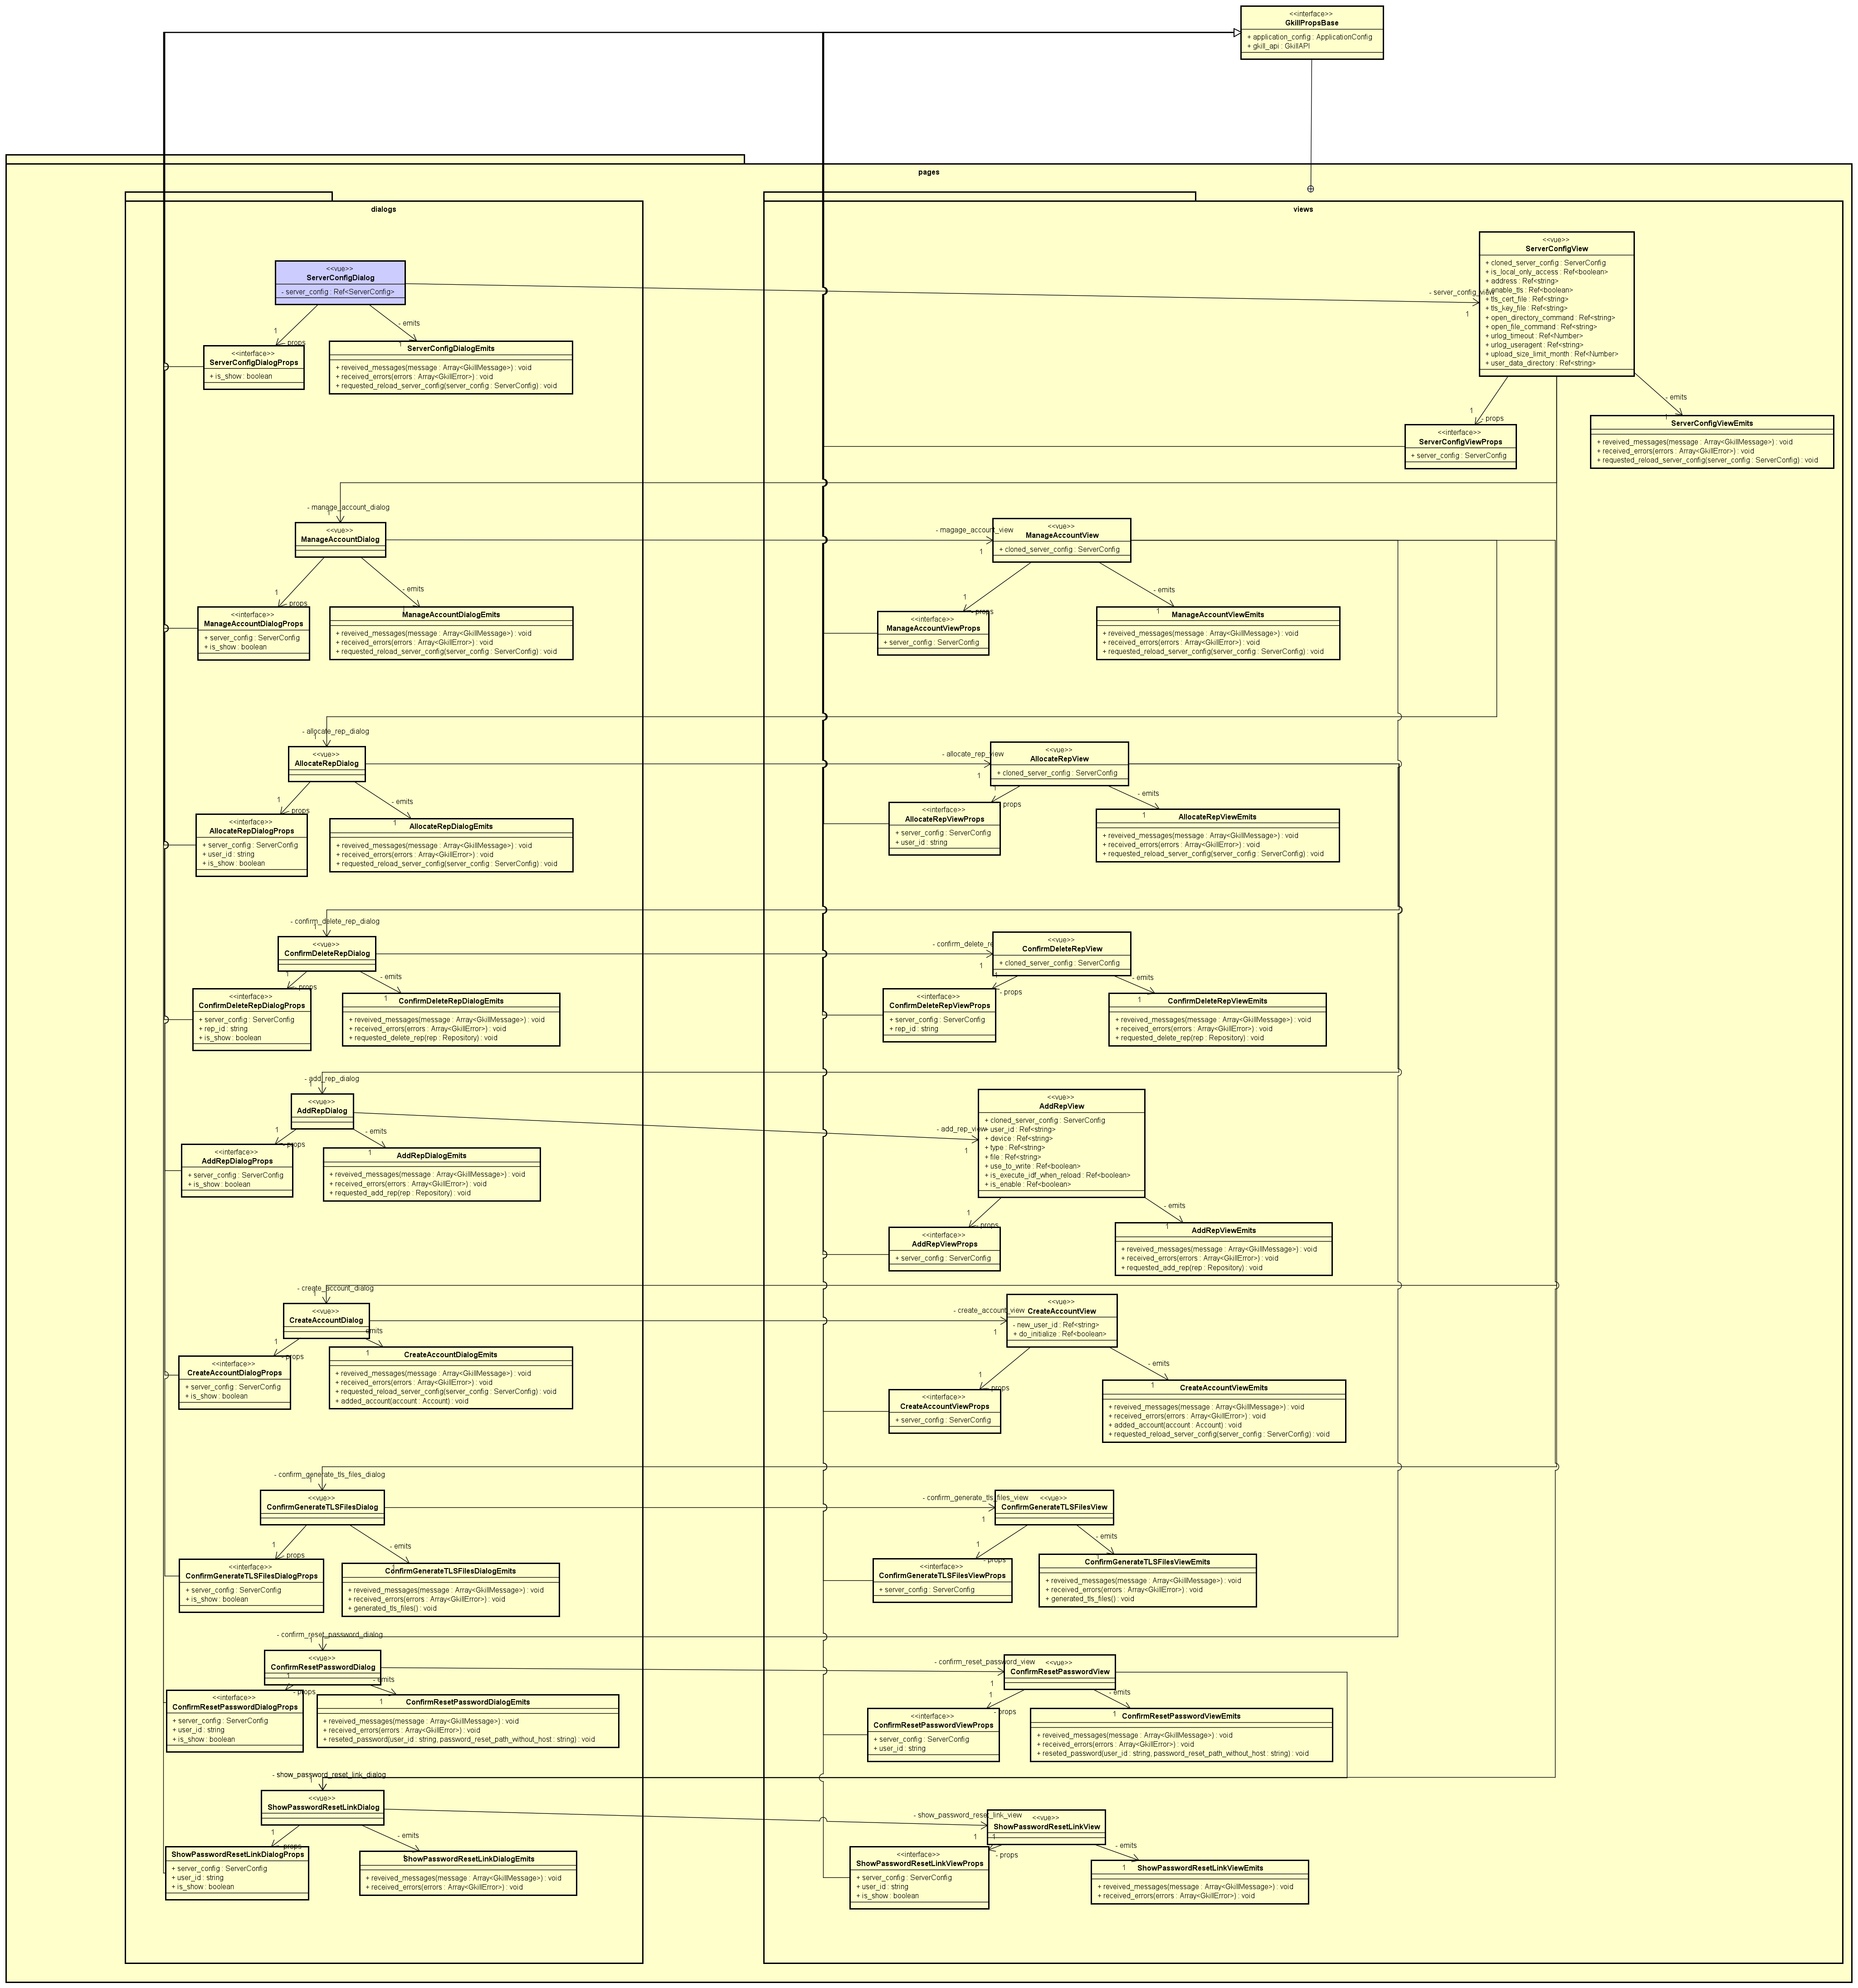 <<interface>>
GkillPropsBase
+ application_config : ApplicationConfig
+ gkill_api : GkillAPI
pages
dialogs
views
<<vue>>
ServerConfigDialog
- server_config : Ref<ServerConfig>
- server_config_view
1
<<vue>>
ServerConfigView
+ cloned_server_config : ServerConfig
+ is_local_only_access : Ref<boolean>
+ address : Ref<string>
+ enable_tls : Ref<boolean>
+ tls_cert_file : Ref<string>
+ tls_key_file : Ref<string>
+ open_directory_command : Ref<string>
+ open_file_command : Ref<string>
+ urlog_timeout : Ref<Number>
+ urlog_useragent : Ref<string>
+ upload_size_limit_month : Ref<Number>
+ user_data_directory : Ref<string>
1
- props
- emits
1
<<interface>>
ServerConfigDialogProps
+ is_show : boolean
ServerConfigDialogEmits
+ reveived_messages(message : Array<GkillMessage>) : void
+ received_errors(errors : Array<GkillError>) : void
+ requested_reload_server_config(server_config : ServerConfig) : void
1
- props
- emits
1
<<interface>>
ServerConfigViewProps
+ server_config : ServerConfig
ServerConfigViewEmits
+ reveived_messages(message : Array<GkillMessage>) : void
+ received_errors(errors : Array<GkillError>) : void
+ requested_reload_server_config(server_config : ServerConfig) : void
- manage_account_dialog
1
<<vue>>
ManageAccountDialog
- magage_account_view
1
<<vue>>
ManageAccountView
+ cloned_server_config : ServerConfig
1
- props
- emits
1
<<interface>>
ManageAccountDialogProps
+ server_config : ServerConfig
+ is_show : boolean
ManageAccountDialogEmits
+ reveived_messages(message : Array<GkillMessage>) : void
+ received_errors(errors : Array<GkillError>) : void
+ requested_reload_server_config(server_config : ServerConfig) : void
1
- props
- emits
1
<<interface>>
ManageAccountViewProps
+ server_config : ServerConfig
ManageAccountViewEmits
+ reveived_messages(message : Array<GkillMessage>) : void
+ received_errors(errors : Array<GkillError>) : void
+ requested_reload_server_config(server_config : ServerConfig) : void
- allocate_rep_dialog
1
<<vue>>
AllocateRepDialog
- allocate_rep_view
1
<<vue>>
AllocateRepView
+ cloned_server_config : ServerConfig
1
- props
- emits
1
<<interface>>
AllocateRepDialogProps
+ server_config : ServerConfig
+ user_id : string
+ is_show : boolean
AllocateRepDialogEmits
+ reveived_messages(message : Array<GkillMessage>) : void
+ received_errors(errors : Array<GkillError>) : void
+ requested_reload_server_config(server_config : ServerConfig) : void
1
- props
- emits
1
<<interface>>
AllocateRepViewProps
+ server_config : ServerConfig
+ user_id : string
AllocateRepViewEmits
+ reveived_messages(message : Array<GkillMessage>) : void
+ received_errors(errors : Array<GkillError>) : void
+ requested_reload_server_config(server_config : ServerConfig) : void
- confirm_delete_rep_dialog
1
<<vue>>
ConfirmDeleteRepDialog
- confirm_delete_re
1
<<vue>>
ConfirmDeleteRepView
+ cloned_server_config : ServerConfig
1
- props
- emits
1
<<interface>>
ConfirmDeleteRepDialogProps
+ server_config : ServerConfig
+ rep_id : string
+ is_show : boolean
ConfirmDeleteRepDialogEmits
+ reveived_messages(message : Array<GkillMessage>) : void
+ received_errors(errors : Array<GkillError>) : void
+ requested_delete_rep(rep : Repository) : void
1
- props
- emits
1
<<interface>>
ConfirmDeleteRepViewProps
+ server_config : ServerConfig
+ rep_id : string
ConfirmDeleteRepViewEmits
+ reveived_messages(message : Array<GkillMessage>) : void
+ received_errors(errors : Array<GkillError>) : void
+ requested_delete_rep(rep : Repository) : void
- add_rep_dialog
1
<<vue>>
AddRepDialog
- add_rep_view
1
<<vue>>
AddRepView
+ cloned_server_config : ServerConfig
+ user_id : Ref<string>
+ device : Ref<string>
+ type : Ref<string>
+ file : Ref<string>
+ use_to_write : Ref<boolean>
+ is_execute_idf_when_reload : Ref<boolean>
+ is_enable : Ref<boolean>
1
- props
- emits
1
<<interface>>
AddRepDialogProps
+ server_config : ServerConfig
+ is_show : boolean
AddRepDialogEmits
+ reveived_messages(message : Array<GkillMessage>) : void
+ received_errors(errors : Array<GkillError>) : void
+ requested_add_rep(rep : Repository) : void
1
- props
- emits
1
<<interface>>
AddRepViewProps
+ server_config : ServerConfig
AddRepViewEmits
+ reveived_messages(message : Array<GkillMessage>) : void
+ received_errors(errors : Array<GkillError>) : void
+ requested_add_rep(rep : Repository) : void
- create_account_dialog
1
<<vue>>
CreateAccountDialog
- create_account_view
1
<<vue>>
CreateAccountView
- new_user_id : Ref<string>
+ do_initialize : Ref<boolean>
1
- props
emits
1
<<interface>>
CreateAccountDialogProps
+ server_config : ServerConfig
+ is_show : boolean
CreateAccountDialogEmits
+ reveived_messages(message : Array<GkillMessage>) : void
+ received_errors(errors : Array<GkillError>) : void
+ requested_reload_server_config(server_config : ServerConfig) : void
+ added_account(account : Account) : void
1
- props
- emits
1
<<interface>>
CreateAccountViewProps
+ server_config : ServerConfig
CreateAccountViewEmits
+ reveived_messages(message : Array<GkillMessage>) : void
+ received_errors(errors : Array<GkillError>) : void
+ added_account(account : Account) : void
+ requested_reload_server_config(server_config : ServerConfig) : void
- confirm_generate_tls_files_dialog
1
<<vue>>
ConfirmGenerateTLSFilesDialog
- confirm_generate_tls_files_view
1
<<vue>>
ConfirmGenerateTLSFilesView
1
- props
- emits
1
<<interface>>
ConfirmGenerateTLSFilesDialogProps
+ server_config : ServerConfig
+ is_show : boolean
ConfirmGenerateTLSFilesDialogEmits
+ reveived_messages(message : Array<GkillMessage>) : void
+ received_errors(errors : Array<GkillError>) : void
+ generated_tls_files() : void
1
- props
- emits
1
<<interface>>
ConfirmGenerateTLSFilesViewProps
+ server_config : ServerConfig
ConfirmGenerateTLSFilesViewEmits
+ reveived_messages(message : Array<GkillMessage>) : void
+ received_errors(errors : Array<GkillError>) : void
+ generated_tls_files() : void
- confirm_reset_password_dialog
1
<<vue>>
ConfirmResetPasswordDialog
- confirm_reset_password_view
1
<<vue>>
ConfirmResetPasswordView
1
- props
- emits
1
<<interface>>
ConfirmResetPasswordDialogProps
+ server_config : ServerConfig
+ user_id : string
+ is_show : boolean
ConfirmResetPasswordDialogEmits
+ reveived_messages(message : Array<GkillMessage>) : void
+ received_errors(errors : Array<GkillError>) : void
+ reseted_password(user_id : string, password_reset_path_without_host : string) : void
1
- props
- emits
1
<<interface>>
ConfirmResetPasswordViewProps
+ server_config : ServerConfig
+ user_id : string
ConfirmResetPasswordViewEmits
+ reveived_messages(message : Array<GkillMessage>) : void
+ received_errors(errors : Array<GkillError>) : void
+ reseted_password(user_id : string, password_reset_path_without_host : string) : void
- show_password_reset_link_dialog
1
<<vue>>
ShowPasswordResetLinkDialog
- show_password_reset_link_view
1
<<vue>>
ShowPasswordResetLinkView
1
- props
- emits
1
ShowPasswordResetLinkDialogProps
+ server_config : ServerConfig
+ user_id : string
+ is_show : boolean
ShowPasswordResetLinkDialogEmits
+ reveived_messages(message : Array<GkillMessage>) : void
+ received_errors(errors : Array<GkillError>) : void
1
- props
- emits
1
<<interface>>
ShowPasswordResetLinkViewProps
+ server_config : ServerConfig
+ user_id : string
+ is_show : boolean
ShowPasswordResetLinkViewEmits
+ reveived_messages(message : Array<GkillMessage>) : void
+ received_errors(errors : Array<GkillError>) : void